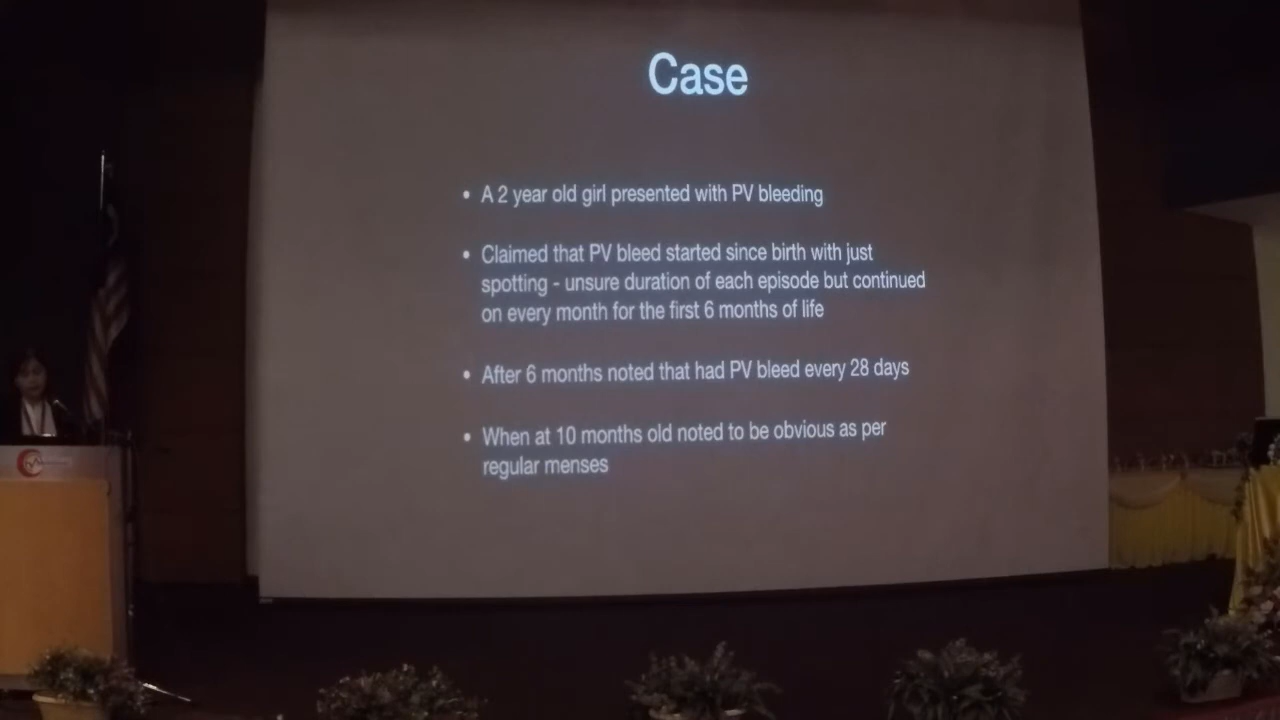 Case
• A 2 year old girl presented with PV bleeding
• Claimed that PV bleed started since birth with just
spotting - unsure duration of each episode but continued
on every month for the first 6 months of life
• After 6 months noted that had PV bleed every 28 days
• When at 10 months old noted to be obvious as per
regular menses